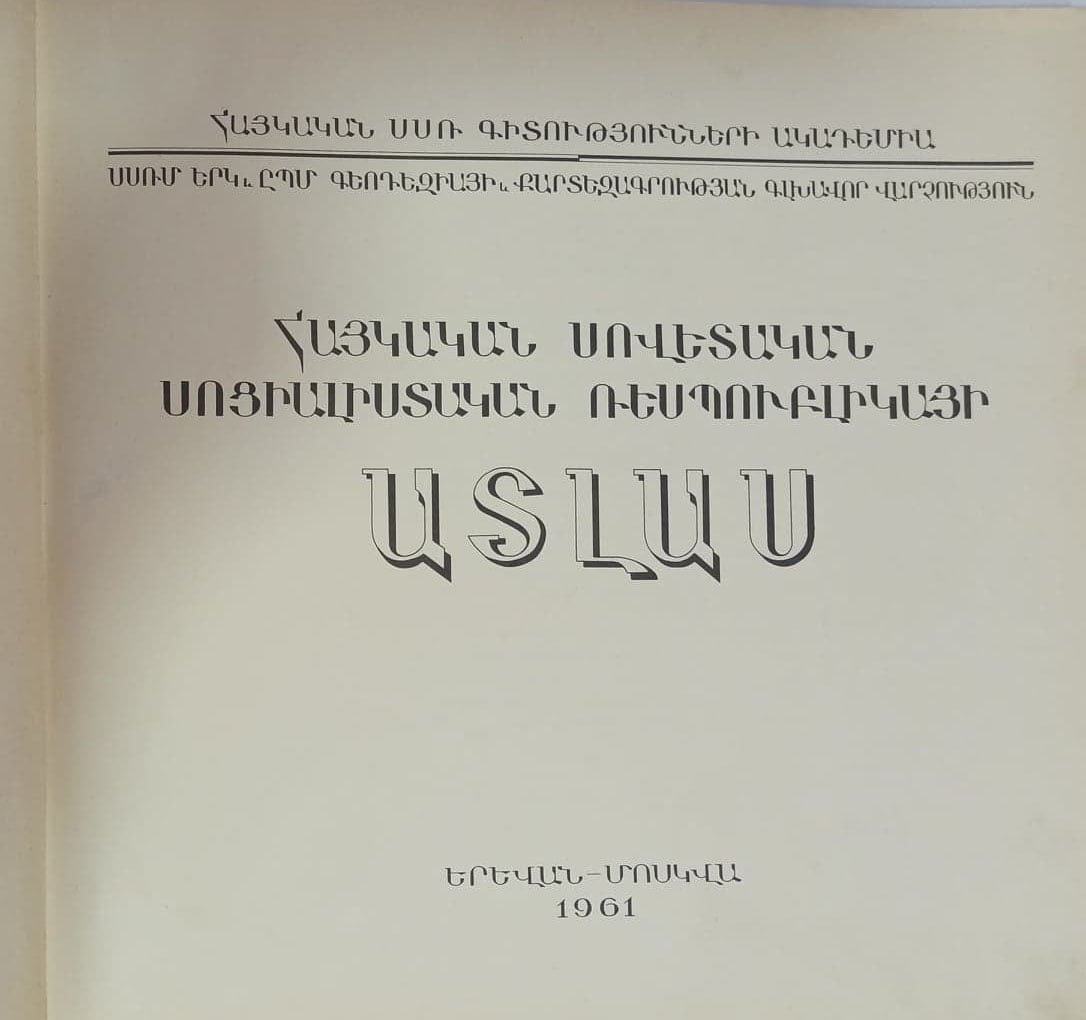 ՀԱՅԿԱԿԱՆ ՍՍՌ ԳԻՏՈՒԹՅՈՒՆՆԵՐԻ ԱԿԱԴԵՄԻԱ
ՍՍՌՄ ԵՐԿ և ԸՊՄ ԳԵՈԴԵԶԻԱՅԻ և ՔԱՐՏԵԶԱԳՐՈՒԹՅԱՆ ԳԼԽԱՎՈՐ ՎԱՐՉՈՒԹՅՈՒՆ
ՀԱՅԿԱԿԱՆ ՍՈՎԵՏԱԿԱՆ
ՍՈՑԻԱԼԻՍՏԱԿԱՆ ՌԵՍՊՈՒԲԼԻԿԱՅԻ
ԱՏԼԱՍ
ԵՐԵՎԱՆ-ՄՈՍԿՎԱ
1961